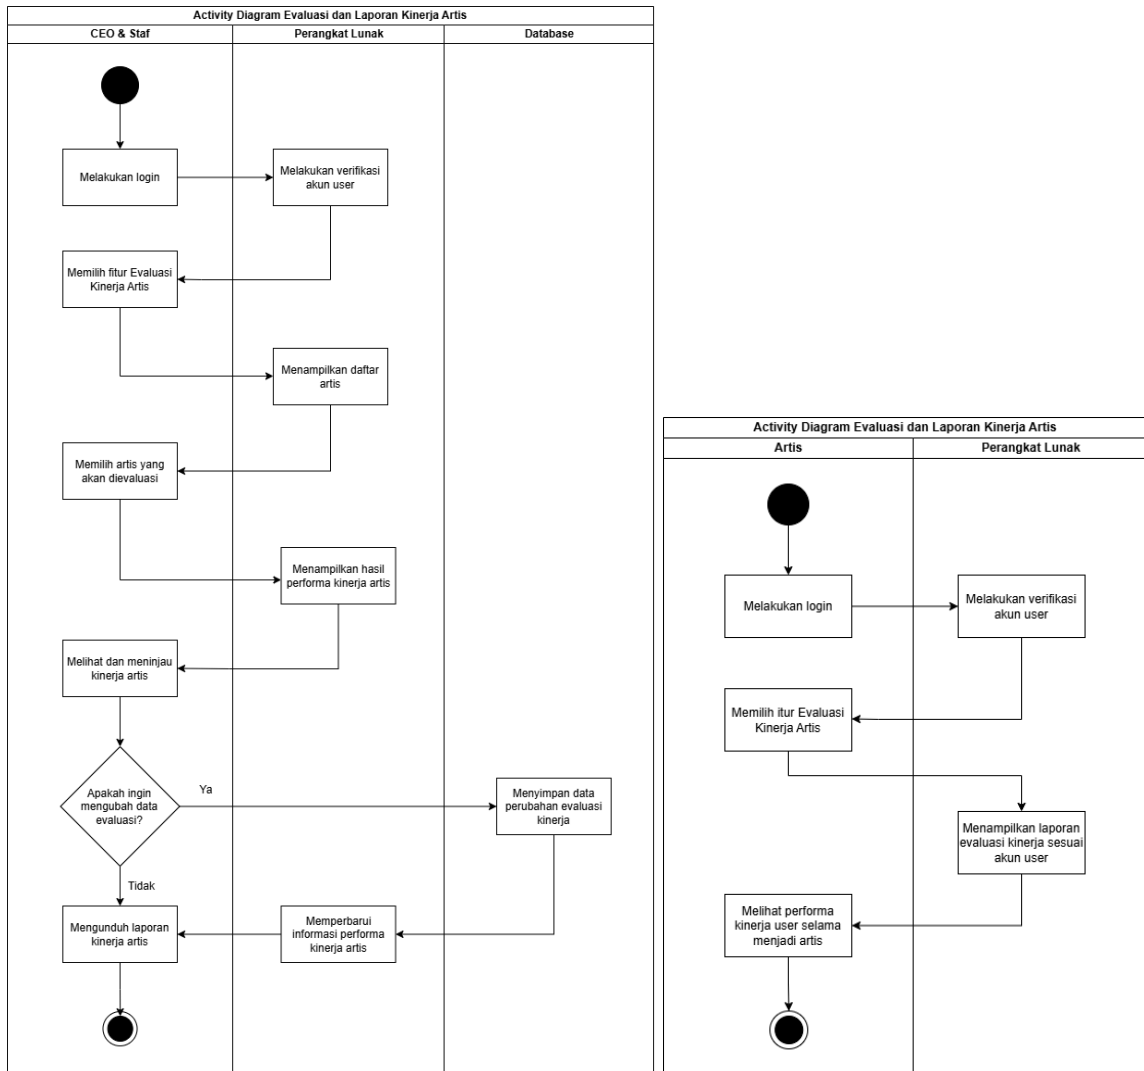 Activity Diagram Evaluasi dan Laporan Kinerja Artis
CEO & Staf
Perangkat Lunak
Database
Melakukan login
Melakukan verifikasi
akun user
Memilih fitur Evaluasi
Kinerja Artis
Menampilkan daftar
artis
Memilih artis yang
akan dievaluasi
Menampilkan hasil
performa kinerja artis
Melihat dan meninjau
kinerja artis
Apakah ingin
mengubah data
evaluasi?
Ya
Menyimpan data
perubahan evaluasi
kinerja
Tidak
Mengunduh laporan
kinerja artis
Memperbarui
informasi performa
kinerja artis
Activity Diagram Evaluasi dan Laporan Kinerja Artis
Artis
Perangkat Lunak
Melakukan login
Melakukan verifikasi
akun user
Memilih itur Evaluasi
Kinerja Artis
Menampilkan laporan
evaluasi kinerja sesuai
akun user
Melihat performa
kinerja user selama
menjadi artis